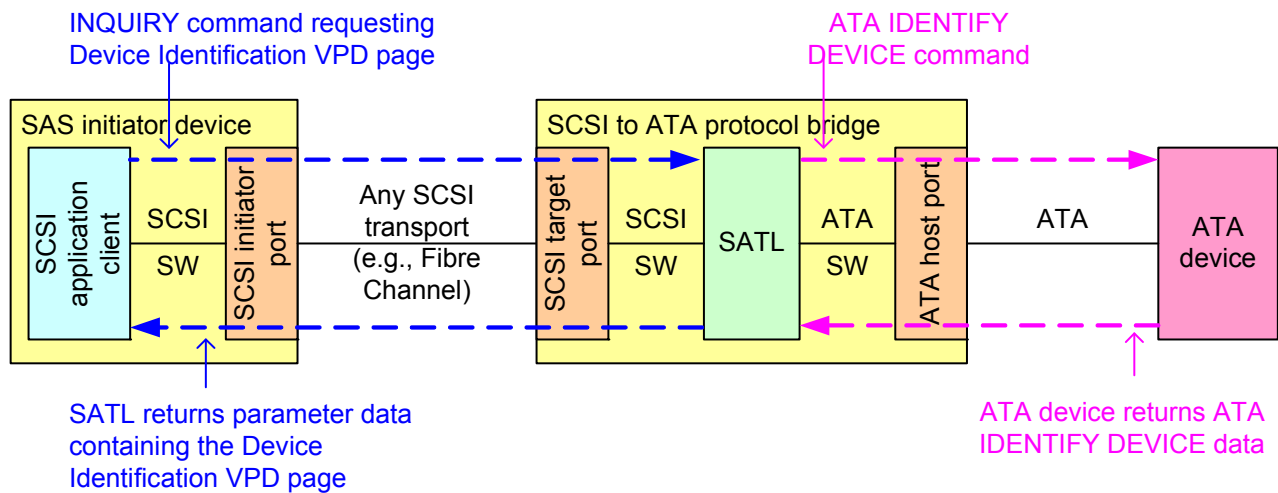 INQUIRY command requesting
Device Identification VPD page
ATA IDENTIFY
DEVICE command
SAS initiator device
SCSI to ATA protocol bridge
SCSI
application
client
SCSI
SW
SCSI initiator
port
Any SCSI
transport
(e.g., Fibre
Channel)
SCSI target
port
SCSI
SW
SATL
ATA
SW
ATA host port
ATA
ATA
device
SATL returns parameter data
containing the Device
Identification VPD page
ATA device returns ATA
IDENTIFY DEVICE data